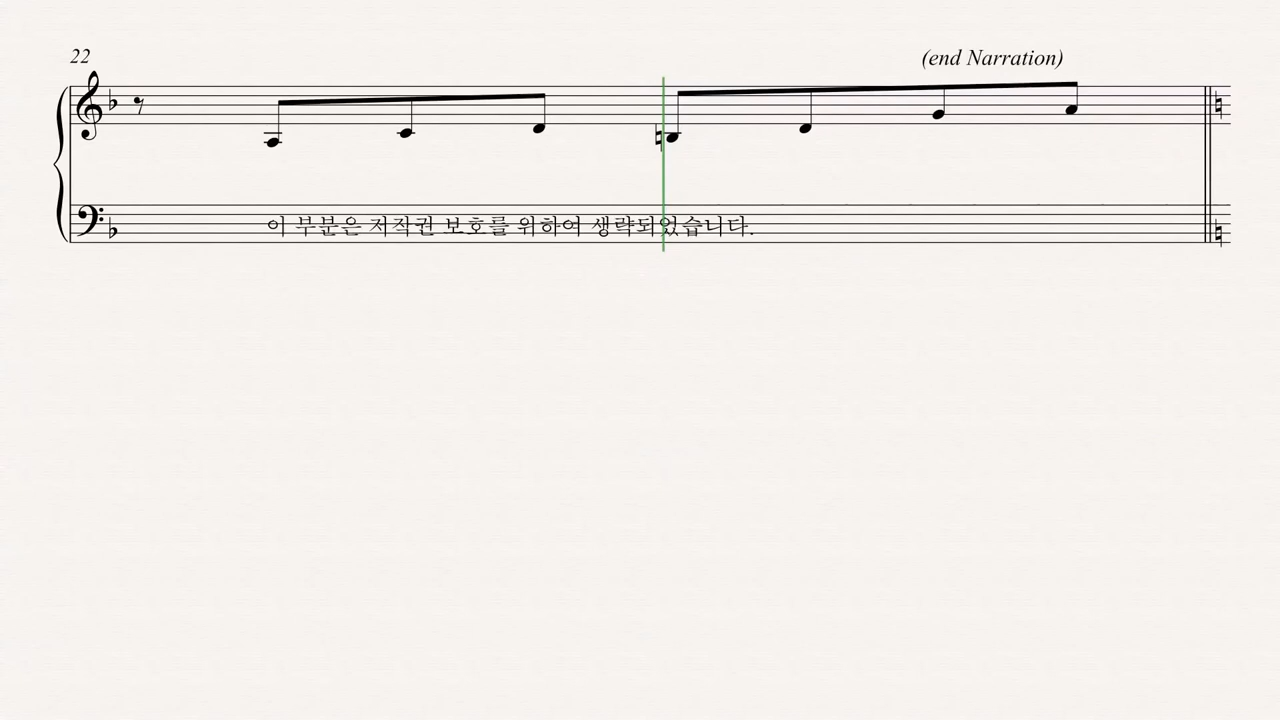 22
(end Narration)
이 부분은 저작권 보호를 위하여 생략되었습니다.